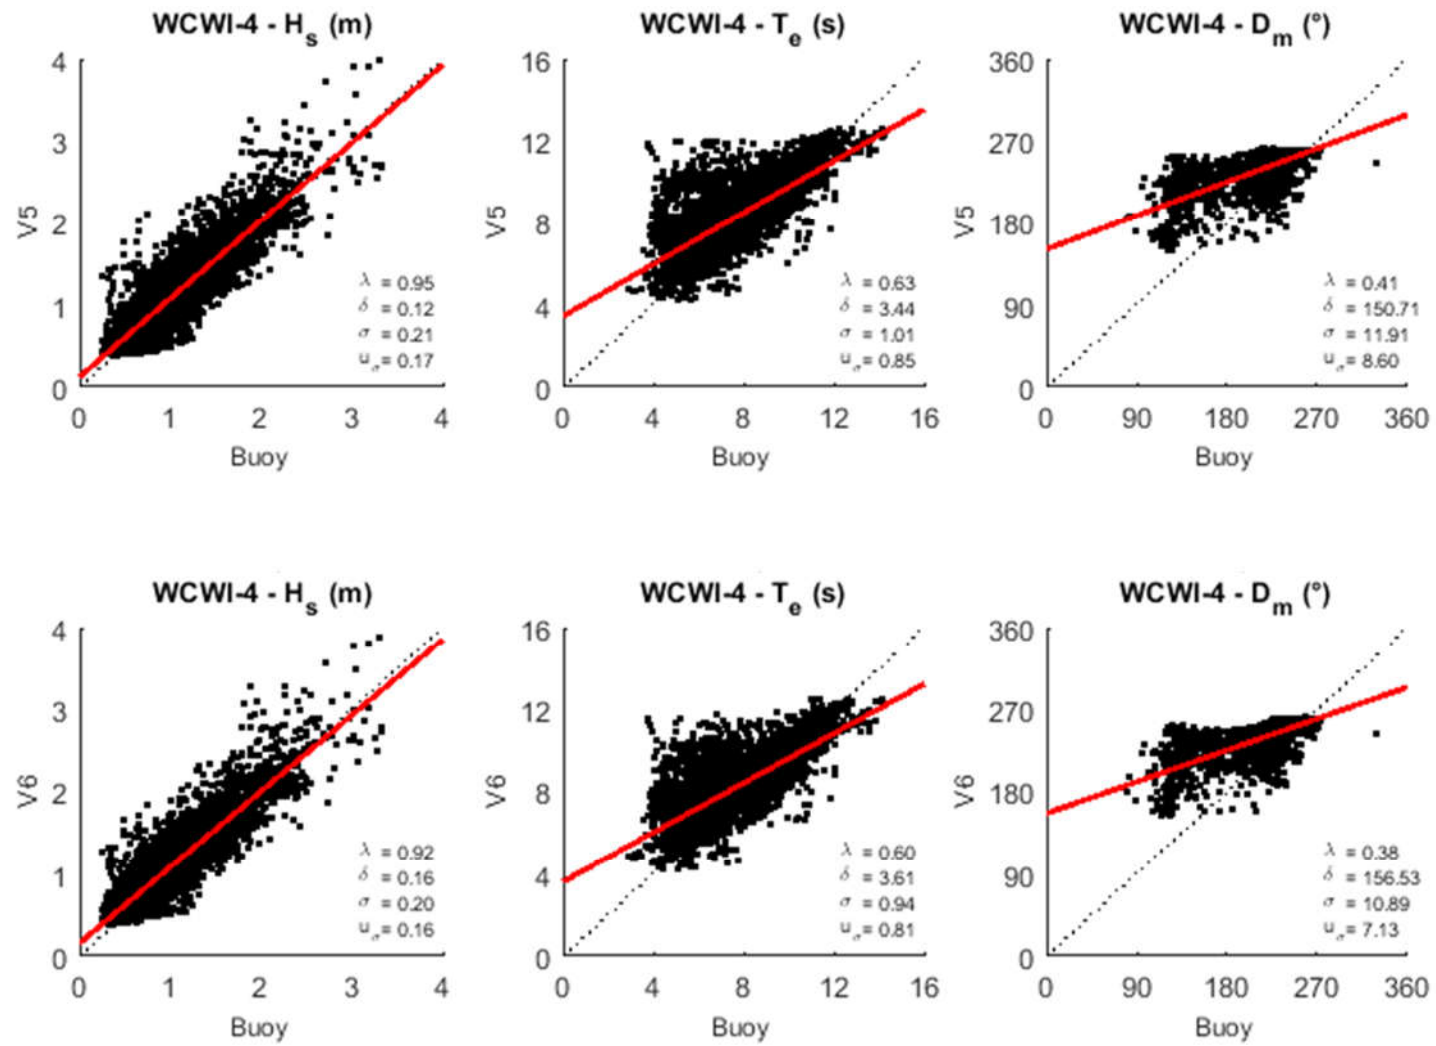 WCWI-4 - Hs (m)
4
3
2
1
0
V5
λ = 0.95
δ = 0.12
σ = 0.21
uσ= 0.17
0 1 2 3 4
Buoy
WCWI-4 - Te (s)
16
12
8
4
0
V5
λ = 0.63
δ = 3.44
σ = 1.01
uσ= 0.85
0 4 8 12 16
Buoy
WCWI-4 - Dm (°)
360
270
180
90
0
V5
λ = 0.41
δ = 150.71
σ = 11.91
uσ= 8.60
0 90 180 270 360
Buoy
WCWI-4 - Hs (m)
4
3
2
1
0
V6
λ = 0.92
δ = 0.16
σ = 0.20
uσ= 0.16
0 1 2 3 4
Buoy
WCWI-4 - Te (s)
16
12
8
4
0
V6
λ = 0.60
δ = 3.61
σ = 0.94
uσ= 0.81
0 4 8 12 16
Buoy
WCWI-4 - Dm (°)
360
270
180
90
0
V6
λ = 0.38
δ = 156.53
σ = 10.89
uσ= 7.13
0 90 180 270 360
Buoy